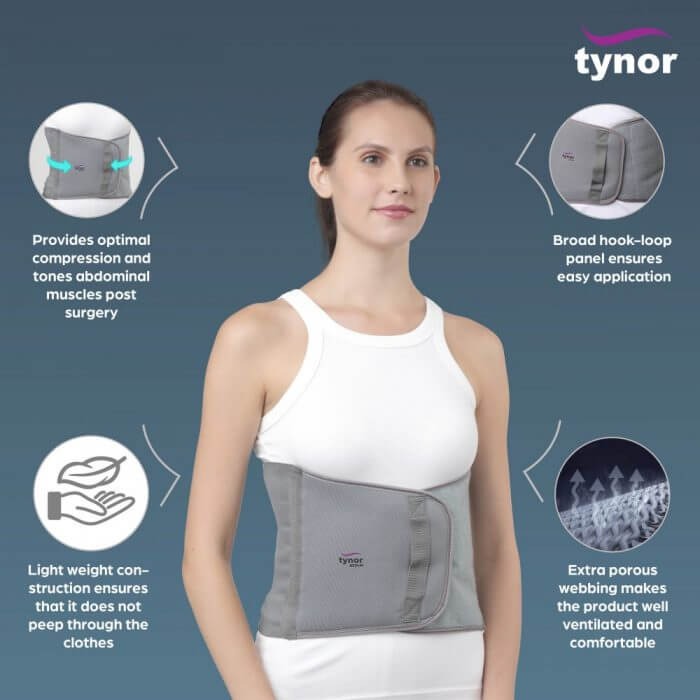 tynor
Provides optimal
compression and
tones abdominal
muscles post
surgery
Broad hook-loop
panel ensures
easy application
tynor
Light weight con-
struction ensures
that it does not
peep through the
clothes
Extra porous
webbing makes
the product well
ventilated and
comfortable